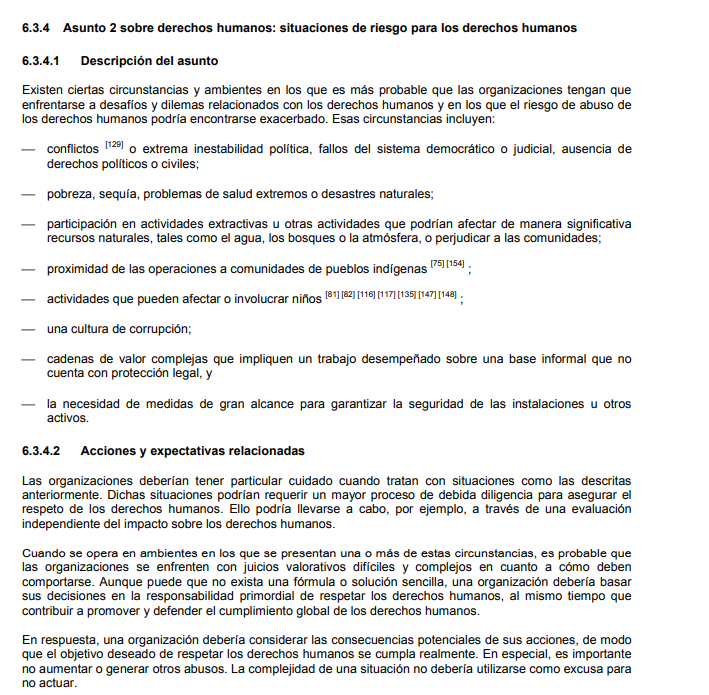 6.3.4 Asunto 2 sobre derechos humanos: situaciones de riesgo para los derechos humanos
6.3.4.1 Descripción del asunto
Existen ciertas circunstancias y ambientes en los que es más probable que las organizaciones tengan que
enfrentarse a desafíos y dilemas relacionados con los derechos humanos y en los que el riesgo de abuso de
los derechos humanos podría encontrarse exacerbado. Esas circunstancias incluyen:
— conflictos [129] o extrema inestabilidad política, fallos del sistema democrático o judicial, ausencia de
derechos políticos o civiles;
— pobreza, sequía, problemas de salud extremos o desastres naturales;
— participación en actividades extractivas u otras actividades que podrían afectar de manera significativa
recursos naturales, tales como el agua, los bosques o la atmósfera, o perjudicar a las comunidades;
— proximidad de las operaciones a comunidades de pueblos indígenas [75] [154] ;
— actividades que pueden afectar o involucrar niños [81] [82] [116] [117] [135] [147] [148] ;
— una cultura de corrupción;
— cadenas de valor complejas que impliquen un trabajo desempeñado sobre una base informal que no
cuenta con protección legal, y
— la necesidad de medidas de gran alcance para garantizar la seguridad de las instalaciones u otros
activos.
6.3.4.2 Acciones y expectativas relacionadas
Las organizaciones deberían tener particular cuidado cuando tratan con situaciones como las descritas
anteriormente. Dichas situaciones podrían requerir un mayor proceso de debida diligencia para asegurar el
respeto de los derechos humanos. Ello podría llevarse a cabo, por ejemplo, a través de una evaluación
independiente del impacto sobre los derechos humanos.
Cuando se opera en ambientes en los que se presentan una o más de estas circunstancias, es probable que
las organizaciones se enfrenten con juicios valorativos difíciles y complejos en cuanto a cómo deben
comportarse. Aunque puede que no exista una fórmula o solución sencilla, una organización debería basar
sus decisiones en la responsabilidad primordial de respetar los derechos humanos, al mismo tiempo que
contribuir a promover y defender el cumplimiento global de los derechos humanos.
En respuesta, una organización debería considerar las consecuencias potenciales de sus acciones, de modo
que el objetivo deseado de respetar los derechos humanos se cumpla realmente. En especial, es importante
no aumentar o generar otros abusos. La complejidad de una situación no debería utilizarse como excusa para
no actuar.